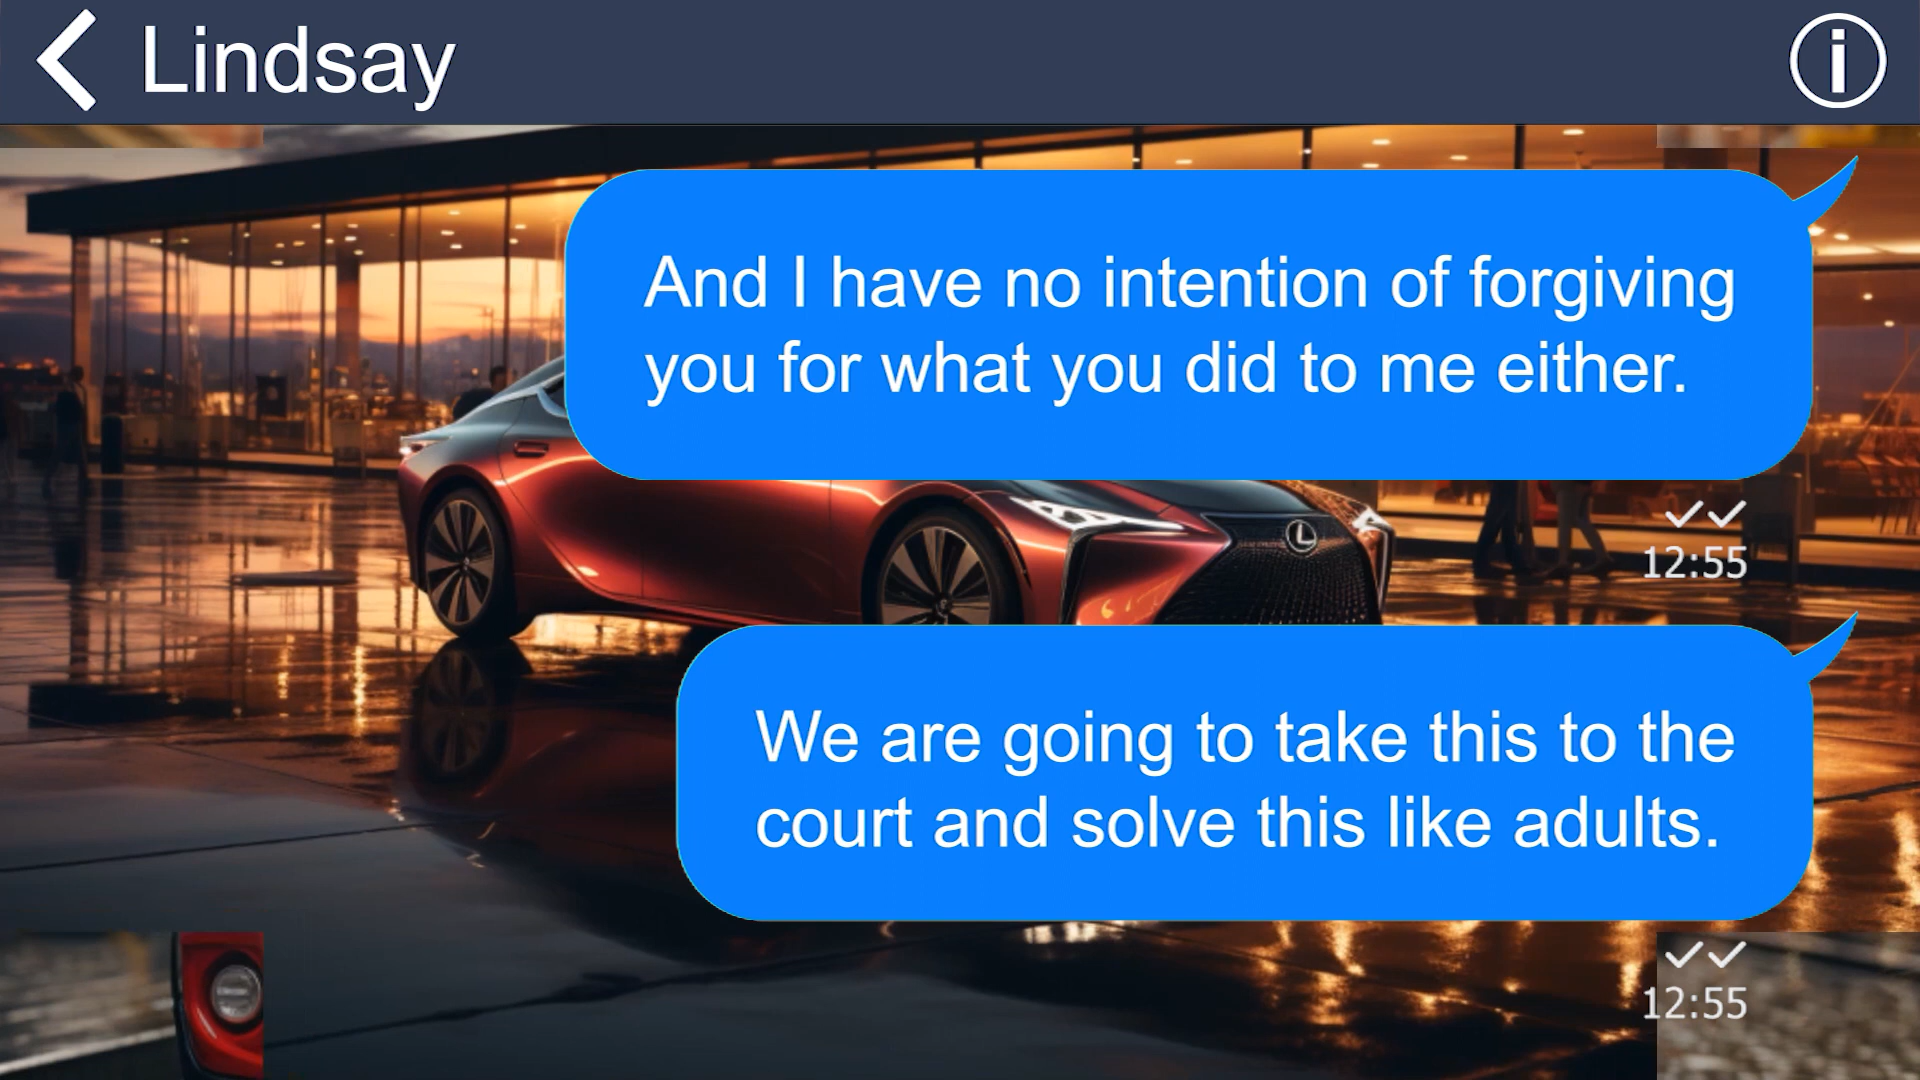 Lindsay
And I have no intention of forgiving
you for what you did to me either.
12:55
We are going to take this to the
court and solve this like adults.
12:55